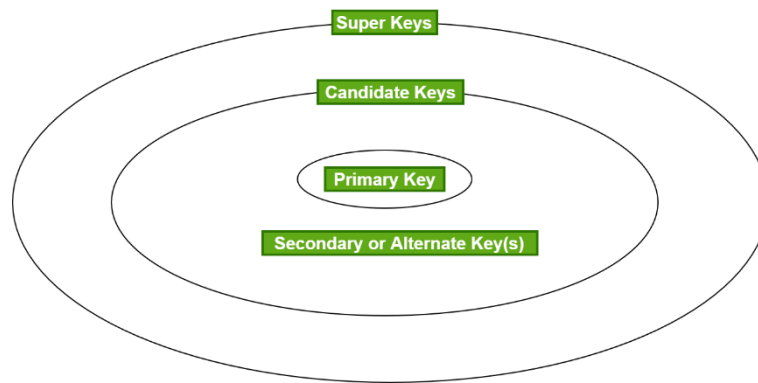 Super Keys
Candidate Keys
Primary Key
Secondary or Alternate Key(s)